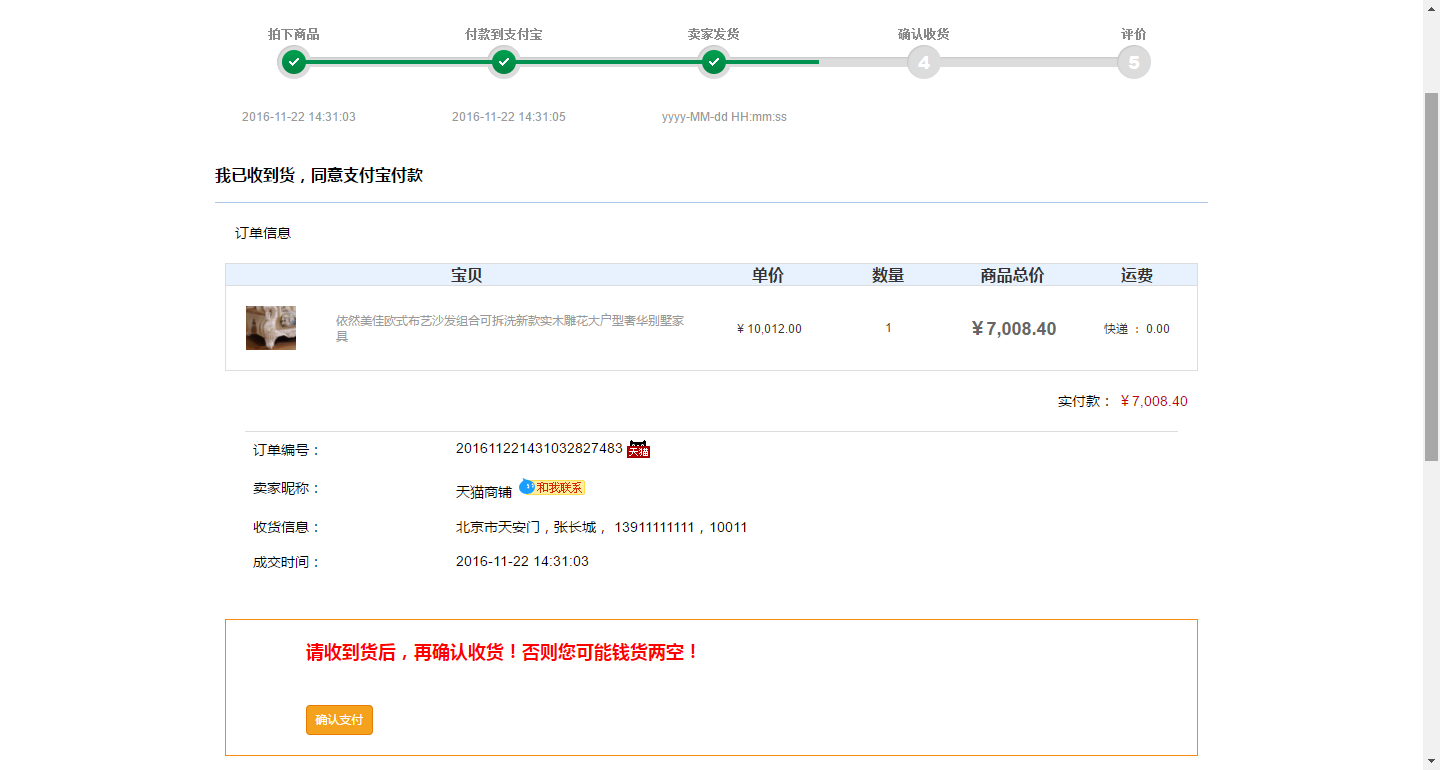 拍下商品 付款到支付宝 卖家发货 确认收货 评价
4 5
2016-11-22 14:31:03 2016-11-22 14:31:05 yyyy-MM-dd HH:mm:ss
我已收到货，同意支付宝付款
订单信息
宝贝 单价 数量 商品总价 运费
依然美佳欧式布艺沙发组合可拆洗新款实木雕花大户型奢华别墅家
具
￥10,012.00 1 ￥7,008.40 快递 ： 0.00
实付款： ￥7,008.40
订单编号： 201611221431032827483 天猫
卖家昵称： 天猫商铺 和我联系
收货信息： 北京市天安门，张长城， 13911111111，10011
成交时间： 2016-11-22 14:31:03
请收到货后，再确认收货！否则您可能钱货两空！
确认支付